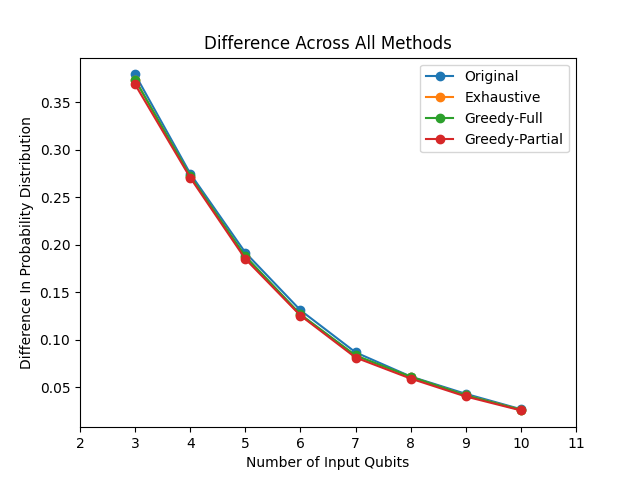 Difference Across All Methods
Original
Exhaustive
Greedy-Full
Greedy-Partial
Difference In Probability Distribution
0.35
0.30
0.25
0.20
0.15
0.10
0.05
2 3 4 5 6 7 8 9 10 11
Number of Input Qubits